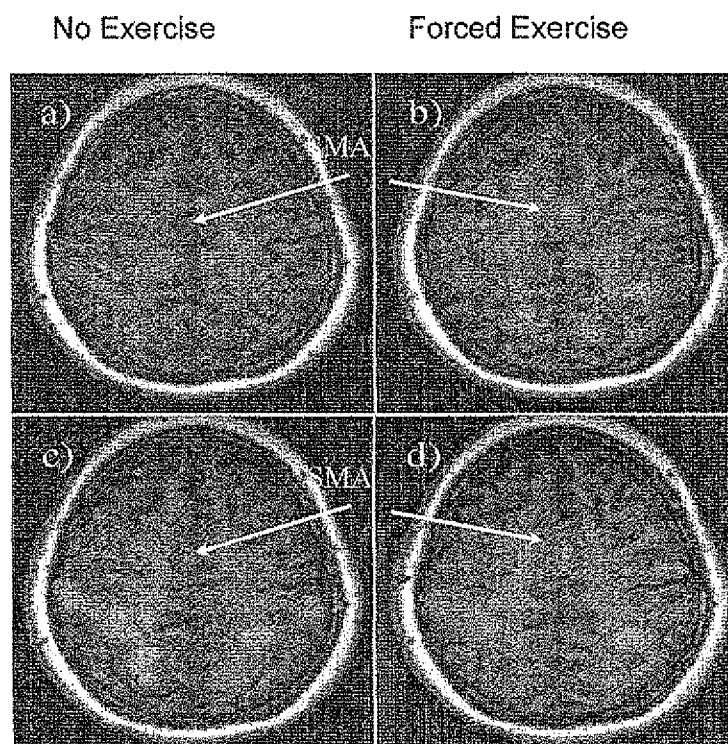 No Exercise
Forced Exercise
a)
b)
SMA
c)
d)
SMA